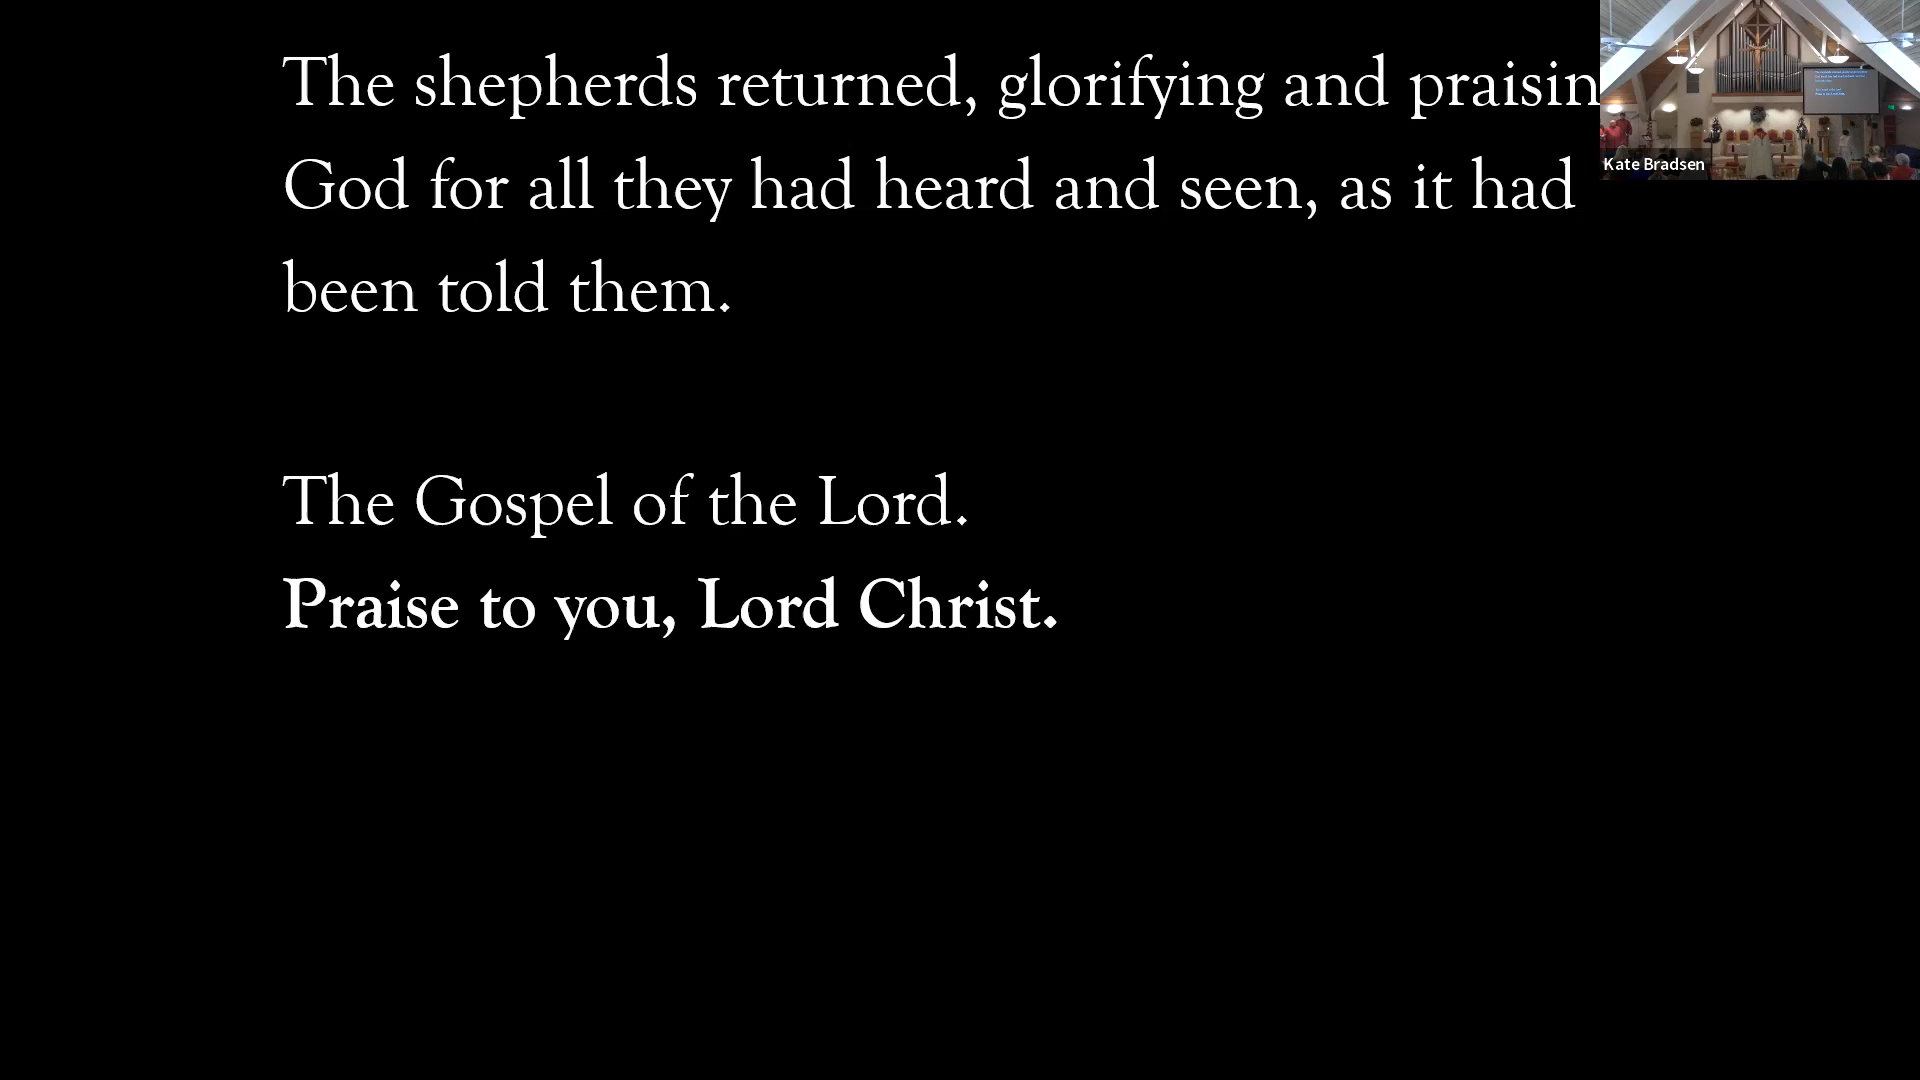 The shepherds returned, glorifying and praisin
God for all they had heard and seen, as it had
been told them.
The Gospel of the Lord.
Praise to you, Lord Christ.
Kate Bradsen